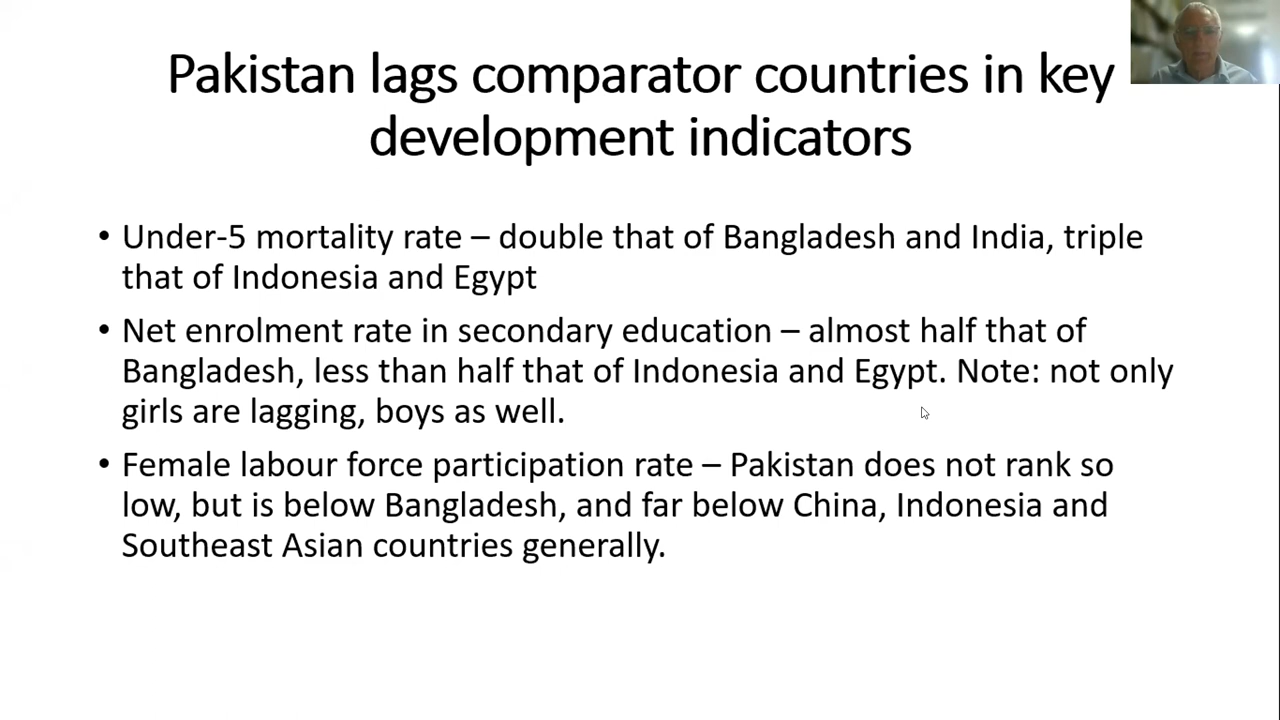 Pakistan lags comparator countries in key
development indicators
• Under-5 mortality rate – double that of Bangladesh and India, triple
that of Indonesia and Egypt
• Net enrolment rate in secondary education – almost half that of
Bangladesh, less than half that of Indonesia and Egypt. Note: not only
girls are lagging, boys as well.
• Female labour force participation rate – Pakistan does not rank so
low, but is below Bangladesh, and far below China, Indonesia and
Southeast Asian countries generally.